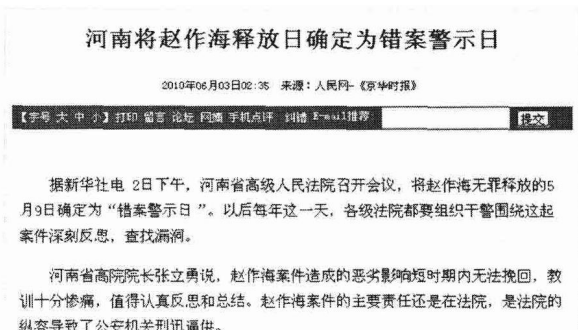 河南将赵作海释放日确定为错案警示日
2010年06月03日02:35 来源：人民网-《京华时报》
【字号 大 中 小】 打印 留言 论坛 网摘 手机点评 纠错 E-mail推荐 提交
据新华社电 2日下午，河南省高级人民法院召开会议，将赵作海无罪释放的5
月9日确定为“错案警示日”。以后每年这一天，各级法院都要组织干警围绕这起
案件深刻反思，查找漏洞。
河南省高院院长张立勇说，赵作海案件造成的恶劣影响短时期内无法挽回，教
训十分惨痛，值得认真反思和总结。赵作海案件的主要责任还是在法院，是法院的
纵容导致了公安机关刑讯逼供。